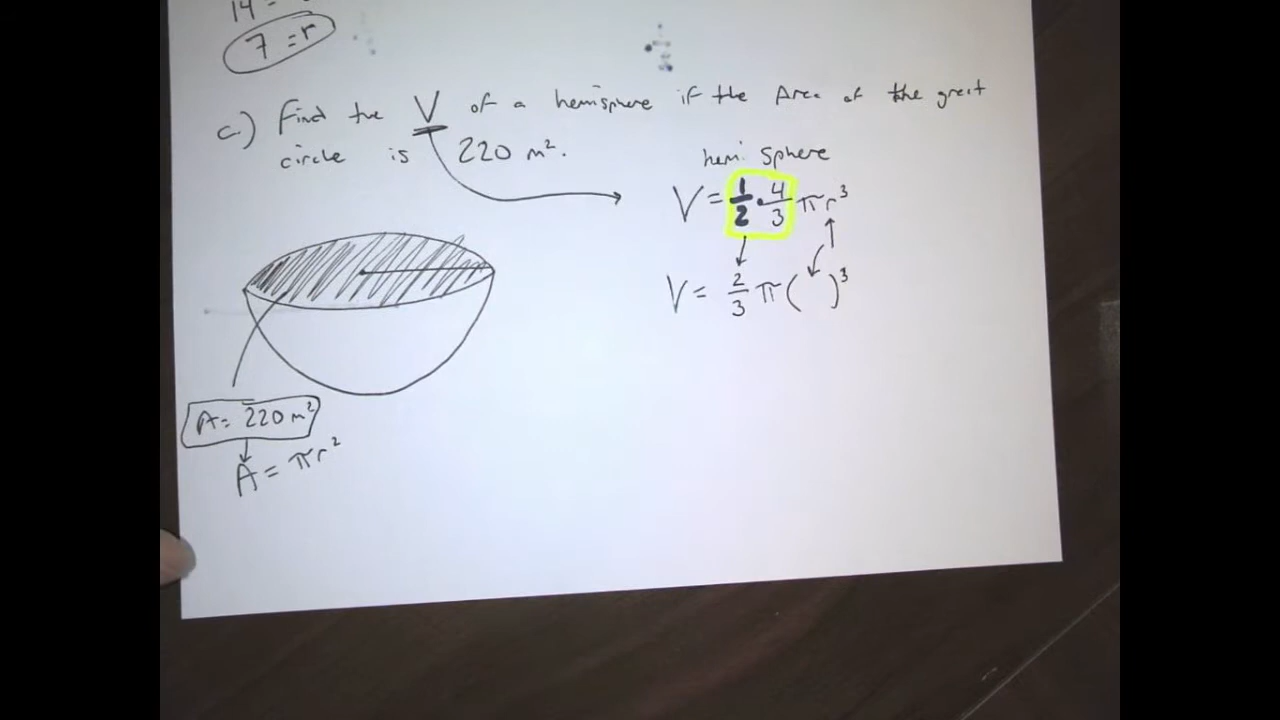 14 =
7 = r
c.) Find the V of a hemisphere if the Area of the great
circle is 220 m².
hemi sphere
V = 1/2 · 4/3 πr³
V = 2/3 π( )³
A = 220 m²
A = πr²